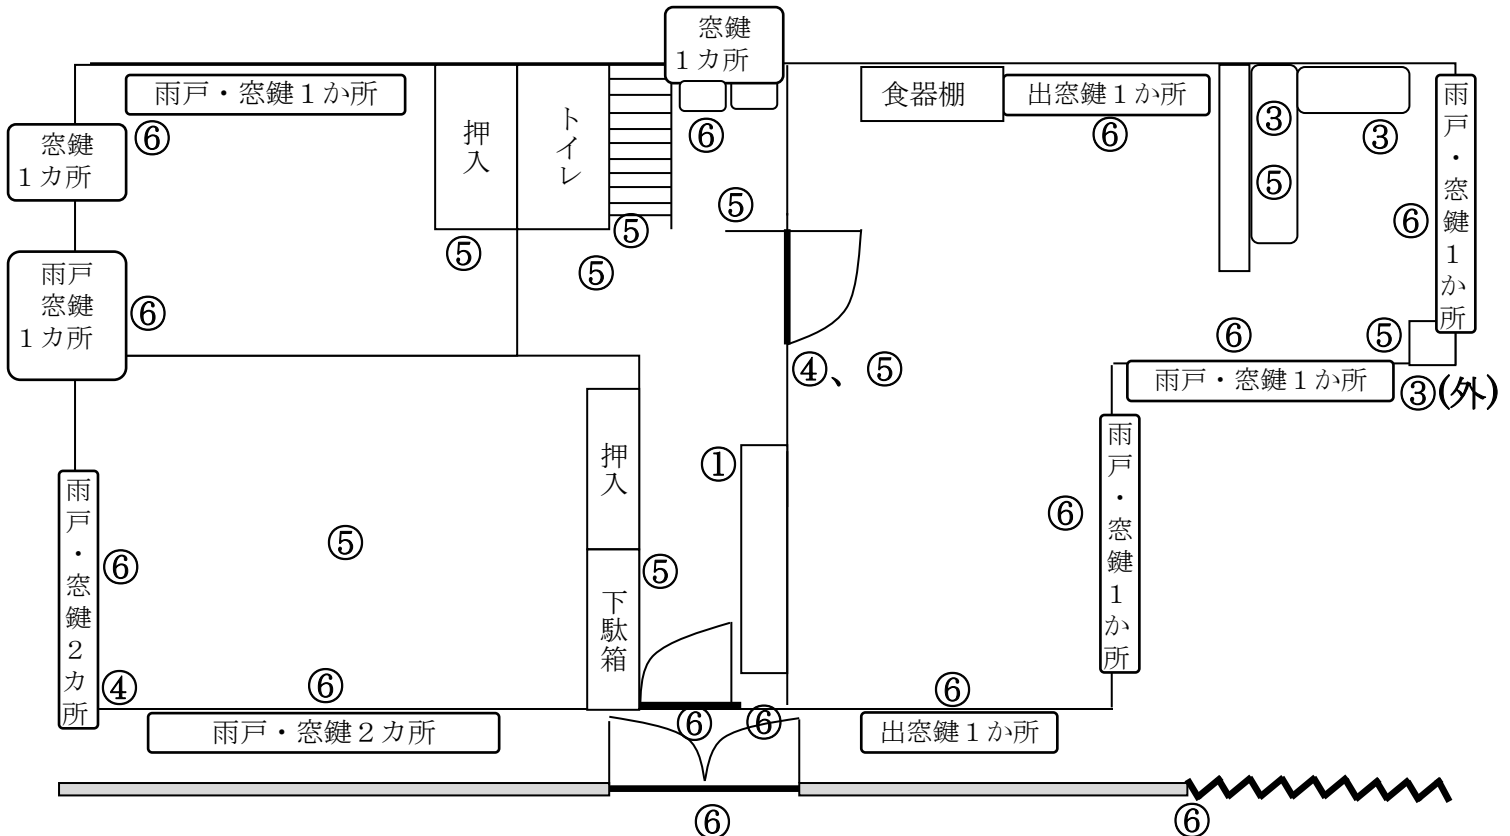 窓鍵
１カ所
雨戸・窓鍵１か所
⑥
窓鍵
１カ所
押入
トイレ
⑥
食器棚
出窓鍵１か所
⑥
③
③
⑤
雨戸・窓鍵１か所
⑥
⑤
⑤
⑤
⑤
雨戸
窓鍵
１カ所
⑥
⑥
⑤
④、⑤
雨戸・窓鍵１か所
③(外)
押入
①
雨戸・窓鍵１か所
⑥
雨戸・窓鍵２カ所
⑥
⑤
⑤
下駄箱
④
⑥
雨戸・窓鍵２カ所
⑥
⑥
⑥
出窓鍵１か所
⑥
⑥